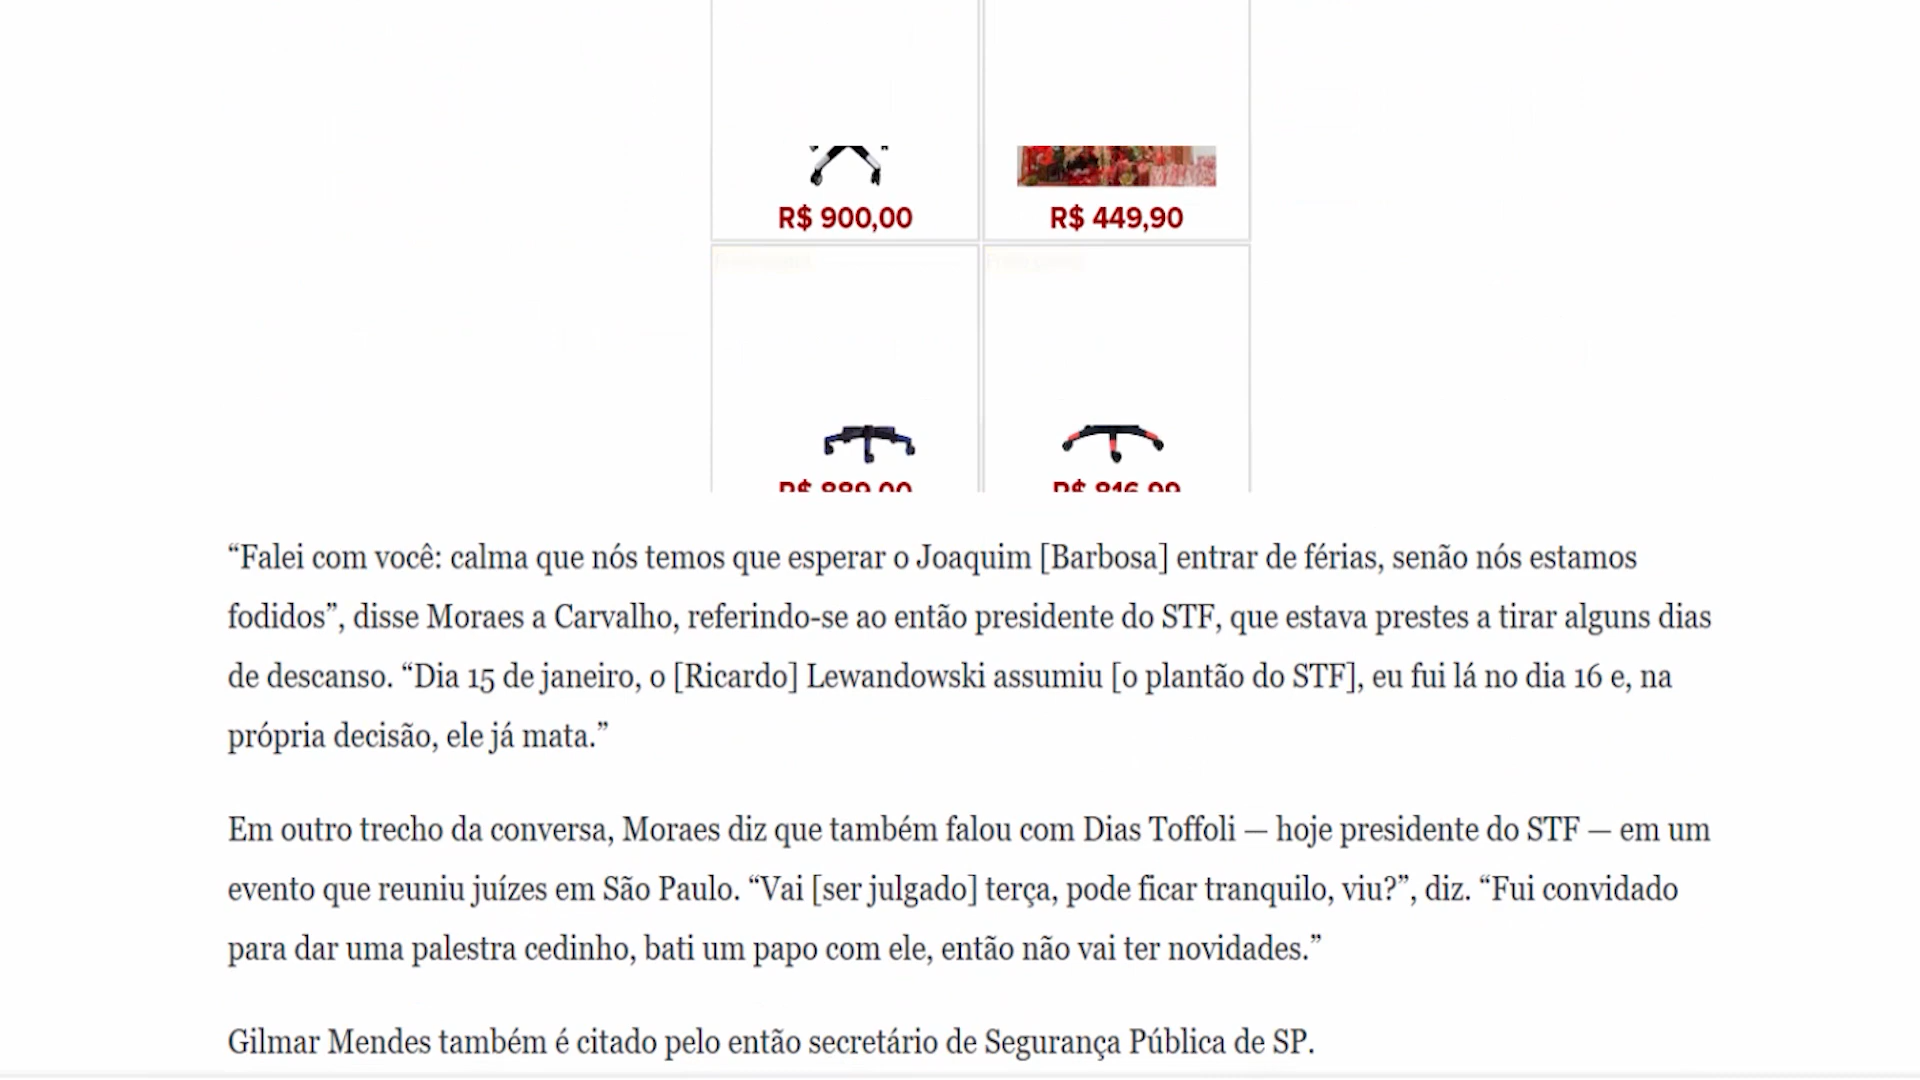 R$ 900,00
R$ 449,90
R$ 889,00
R$ 816,99
“Falei com você: calma que nós temos que esperar o Joaquim [Barbosa] entrar de férias, senão nós estamos
fodidos”, disse Moraes a Carvalho, referindo-se ao então presidente do STF, que estava prestes a tirar alguns dias
de descanso. “Dia 15 de janeiro, o [Ricardo] Lewandowski assumiu [o plantão do STF], eu fui lá no dia 16 e, na
própria decisão, ele já mata.”
Em outro trecho da conversa, Moraes diz que também falou com Dias Toffoli — hoje presidente do STF — em um
evento que reuniu juízes em São Paulo. “Vai [ser julgado] terça, pode ficar tranquilo, viu?”, diz. “Fui convidado
para dar uma palestra cedinho, bati um papo com ele, então não vai ter novidades.”
Gilmar Mendes também é citado pelo então secretário de Segurança Pública de SP.